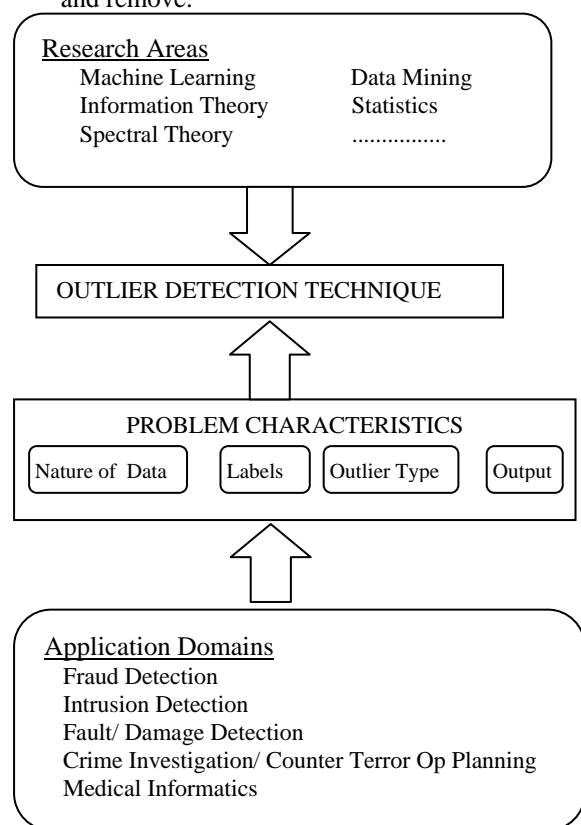 and remove.
Research Areas
Machine Learning Data Mining
Information Theory Statistics
Spectral Theory ................
OUTLIER DETECTION TECHNIQUE
PROBLEM CHARACTERISTICS
Nature of Data Labels Outlier Type Output
Application Domains
Fraud Detection
Intrusion Detection
Fault/ Damage Detection
Crime Investigation/ Counter Terror Op Planning
Medical Informatics